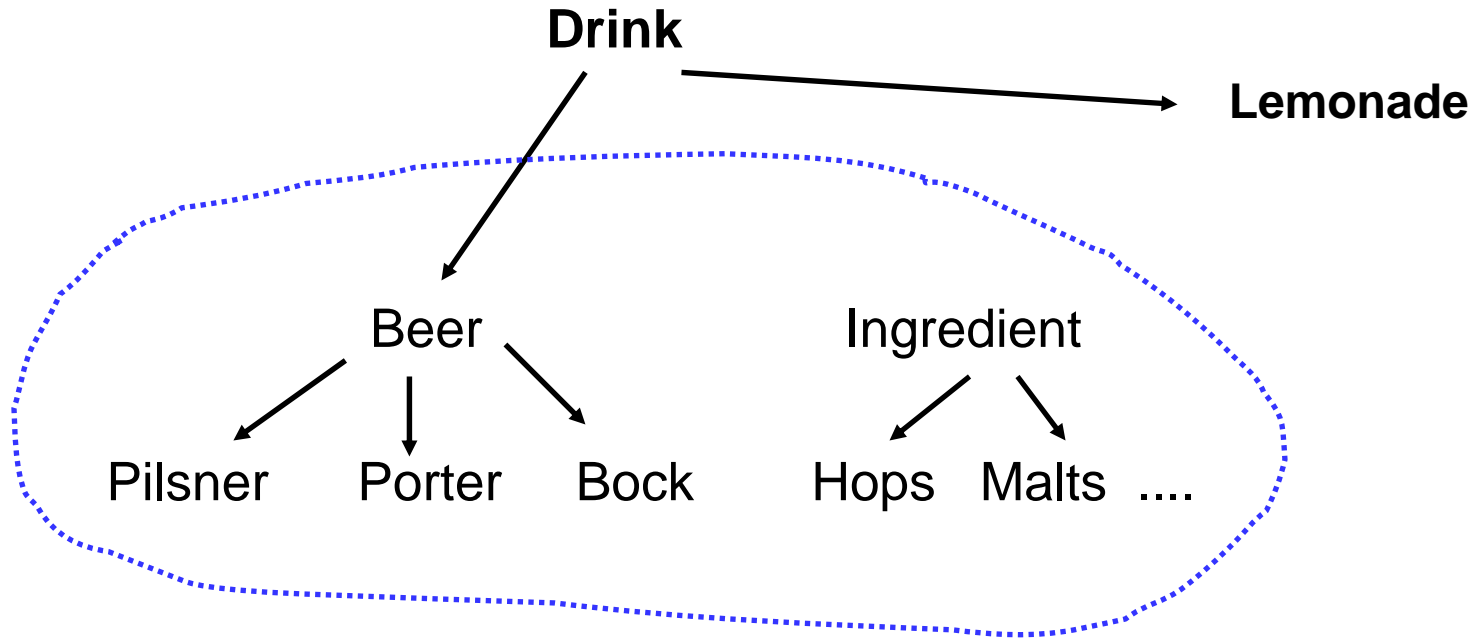 Drink
Lemonade
Beer Ingredient
Pilsner Porter Bock Hops Malts ....